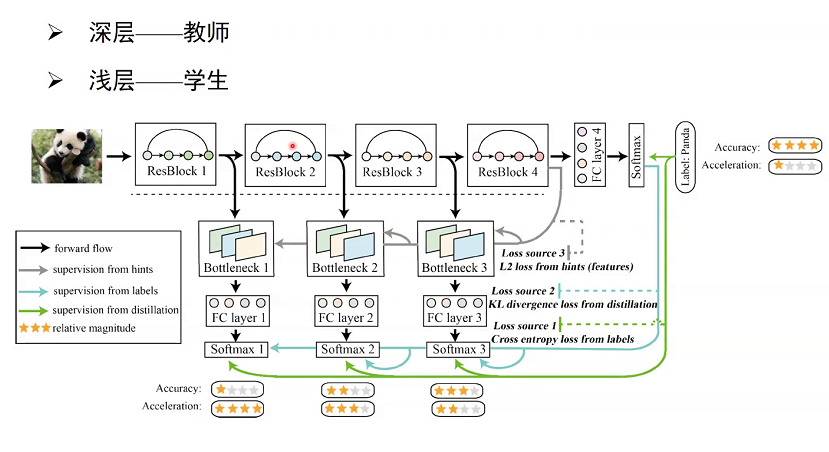 深层——教师
浅层——学生
ResBlock 1
ResBlock 2
ResBlock 3
ResBlock 4
FC layer 4
Softmax
Label: Panda
Accuracy:
Acceleration:
Bottleneck 1
Bottleneck 2
Bottleneck 3
Loss source 3
L2 loss from hints (features)
forward flow
supervision from hints
supervision from labels
supervision from distillation
relative magnitude
Loss source 2
KL divergence loss from distillation
FC layer 1
FC layer 2
FC layer 3
Loss source 1
Cross entropy loss from labels
Softmax 1
Softmax 2
Softmax 3
Accuracy:
Acceleration: